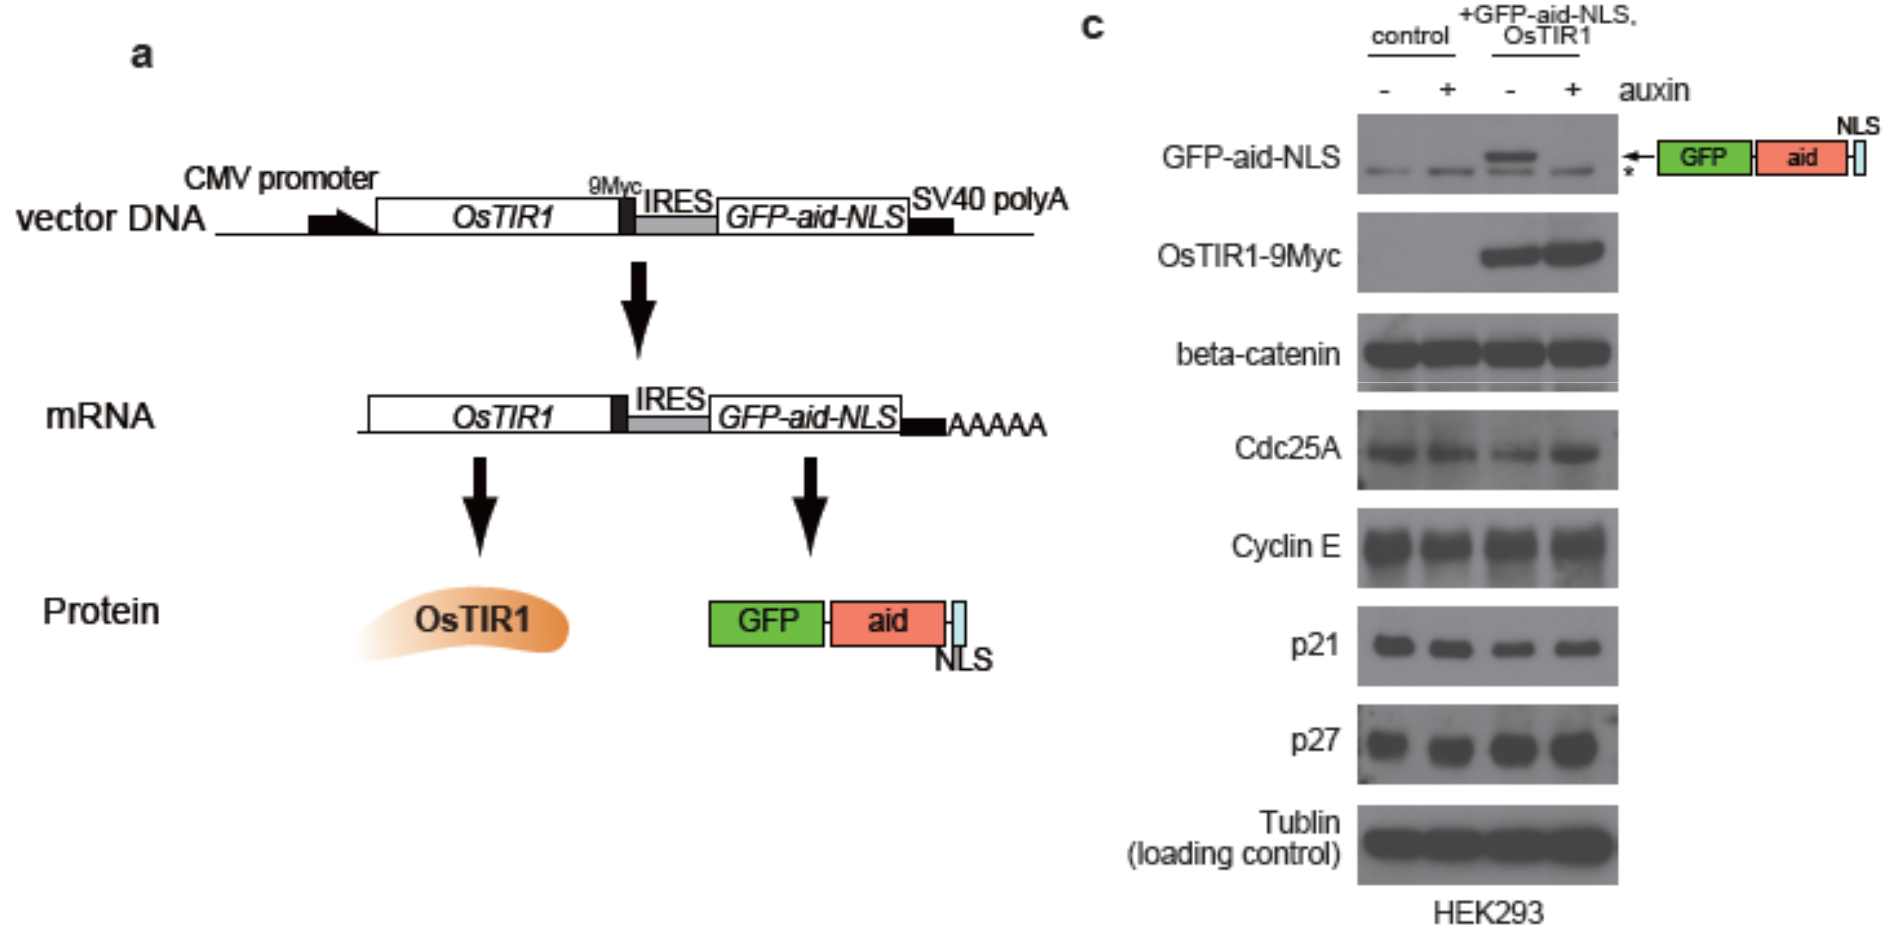 a
CMV promoter
9Myc
IRES
SV40 polyA
vector DNA
OsTIR1
GFP-aid-NLS
IRES
mRNA
OsTIR1
GFP-aid-NLS
AAAAA
Protein
OsTIR1
GFP
aid
NLS
c
control
+GFP-aid-NLS,
OsTIR1
- + - + auxin
GFP-aid-NLS
*
GFP
aid
NLS
OsTIR1-9Myc
beta-catenin
Cdc25A
Cyclin E
p21
p27
Tublin
(loading control)
HEK293